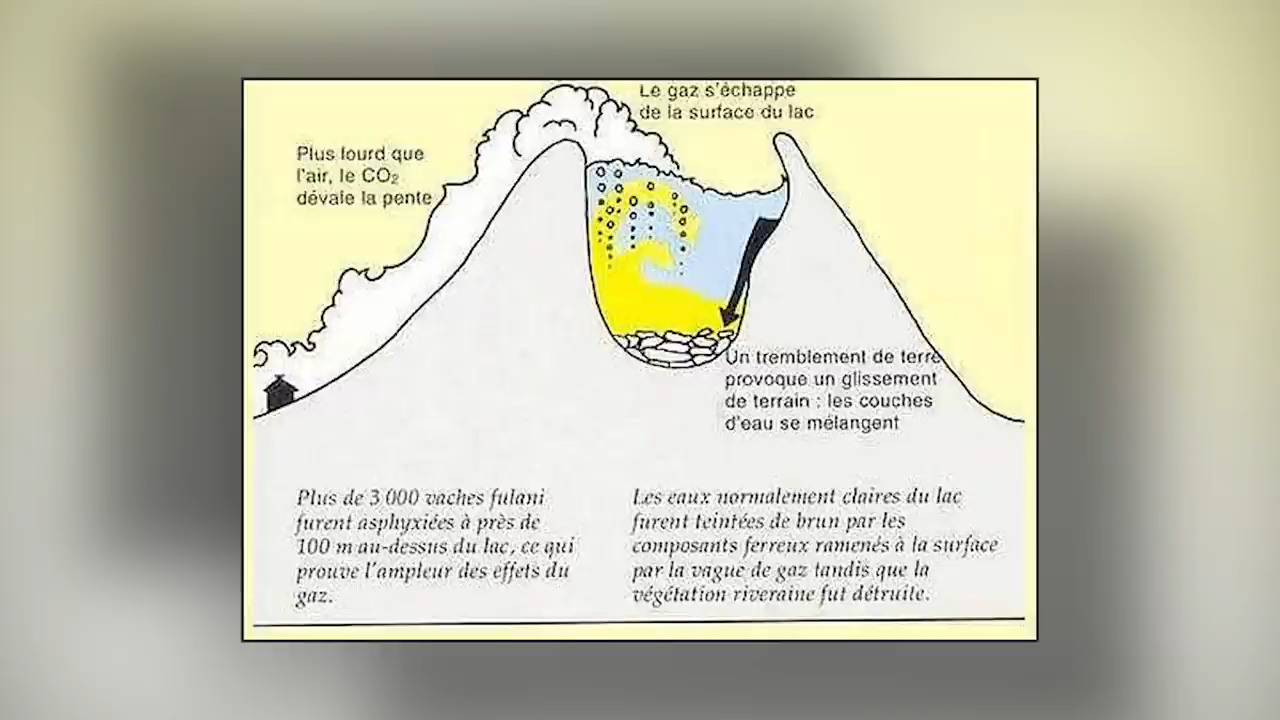 Le gaz s'échappe
de la surface du lac
Plus lourd que
l'air, le CO₂
dévale la pente
Un tremblement de terre
provoque un glissement
de terrain : les couches
d'eau se mélangent
Plus de 3 000 vaches fulani
furent asphyxiées à près de
100 m au-dessus du lac, ce qui
prouve l'ampleur des effets du
gaz.
Les eaux normalement claires du lac
furent teintées de brun par les
composants ferreux ramenés à la surface
par la vague de gaz tandis que la
végétation riveraine fut détruite.